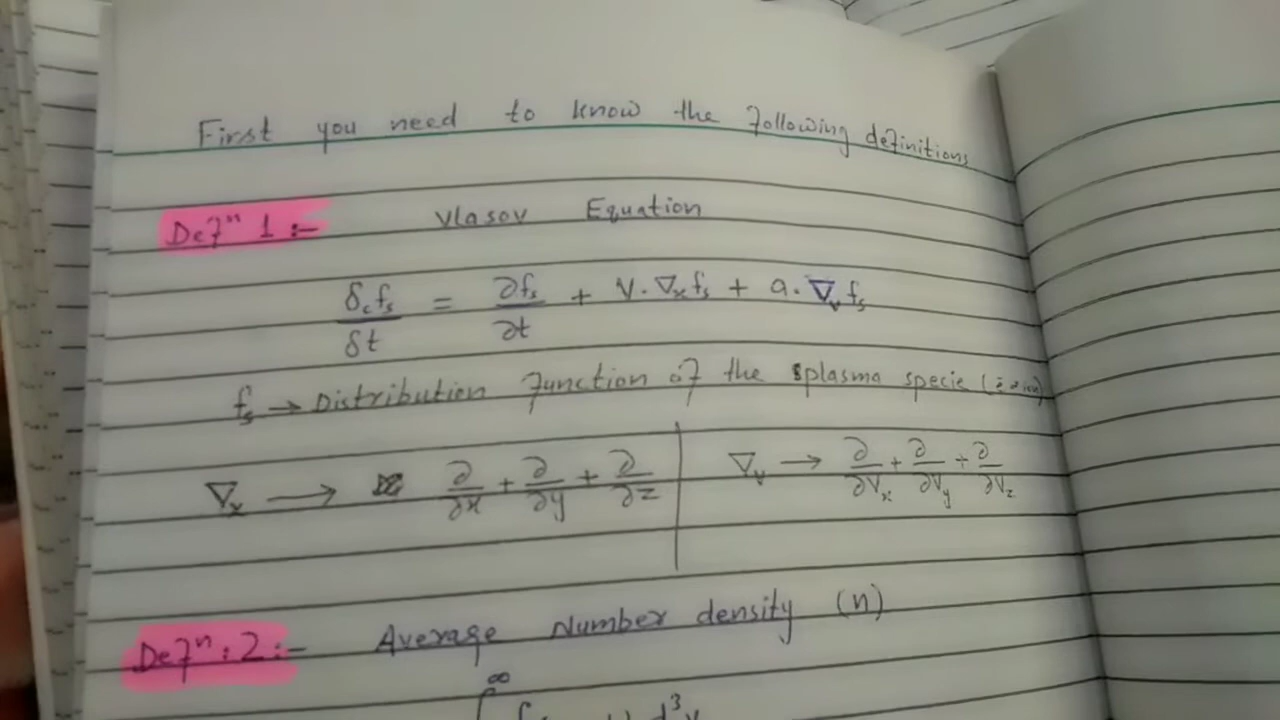 First you need to know the following definitions
Defⁿ 1 :- Vlasov Equation
δcfs/δt = ∂fs/∂t + V·∇xfs + a·∇vfs
fs → Distribution function of the plasma specie
∇x → ∂/∂x + ∂/∂y + ∂/∂z | ∇v → ∂/∂Vx + ∂/∂Vy + ∂/∂Vz
Defⁿ : 2 :- Average Number density (n)
∞